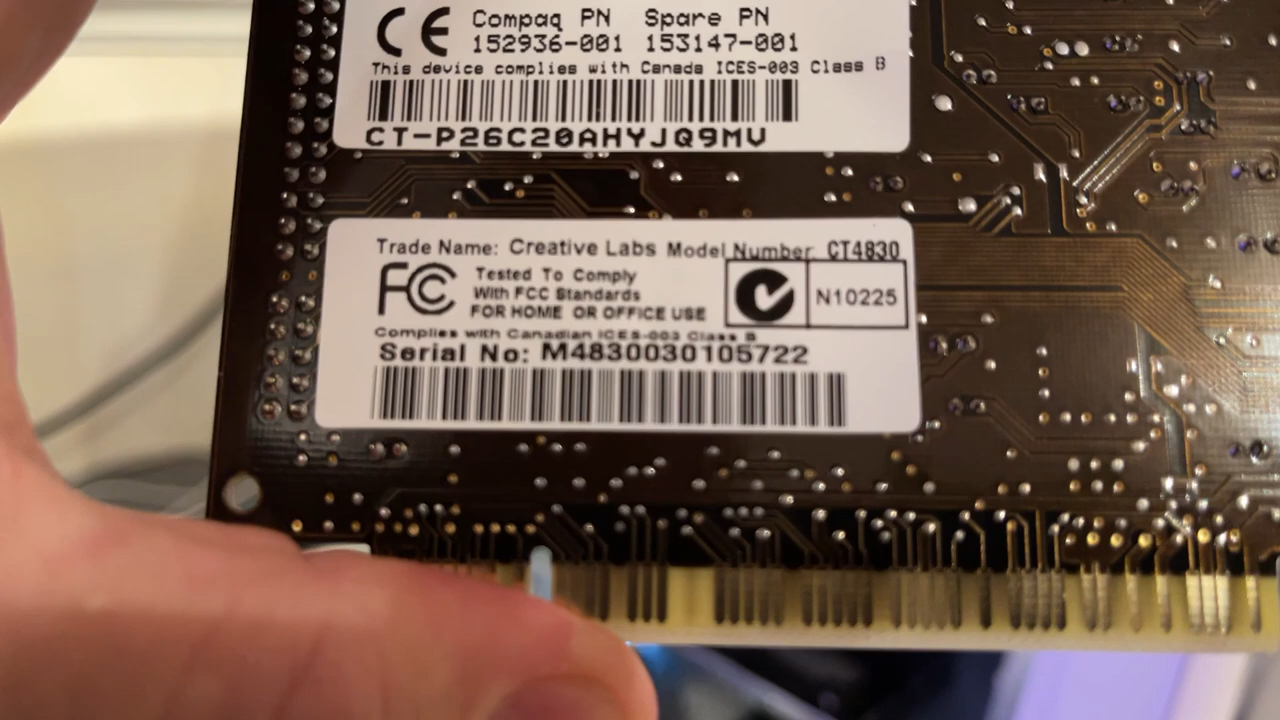 CE Compaq PN Spare PN
152936-001 153147-001
This device complies with Canada ICES-003 Class B
CT-P26C20AHYJQ9MV
Trade Name: Creative Labs Model Number CT4830
FC Tested To Comply
With FCC Standards
FOR HOME OR OFFICE USE
N10225
Complies with Canadian ICES-003 Class B
Serial No: M4830030105722